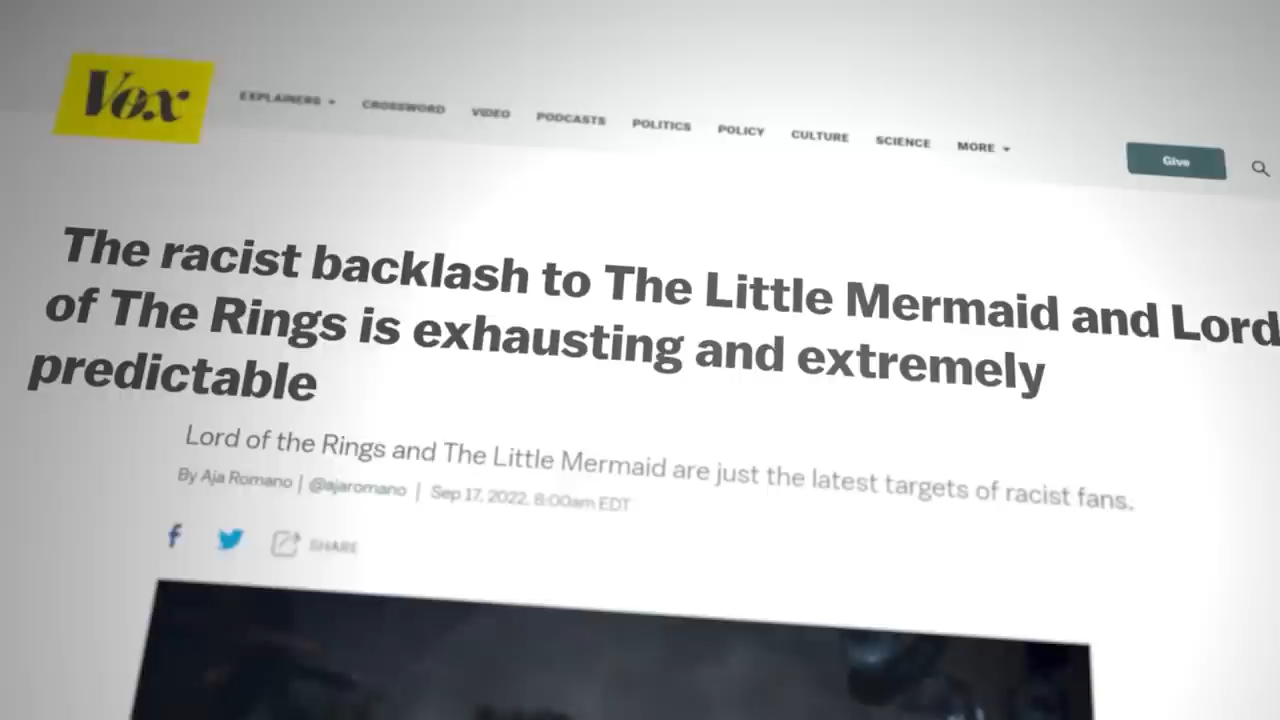 Vox
EXPLAINERS
CROSSWORD
VIDEO
PODCASTS
POLITICS
POLICY
CULTURE
SCIENCE
MORE
Give
The racist backlash to The Little Mermaid and Lord
of The Rings is exhausting and extremely
predictable
Lord of the Rings and The Little Mermaid are just the latest targets of racist fans.
By Aja Romano | @ajaromano | Sep 17, 2022, 8:00am EDT
SHARE